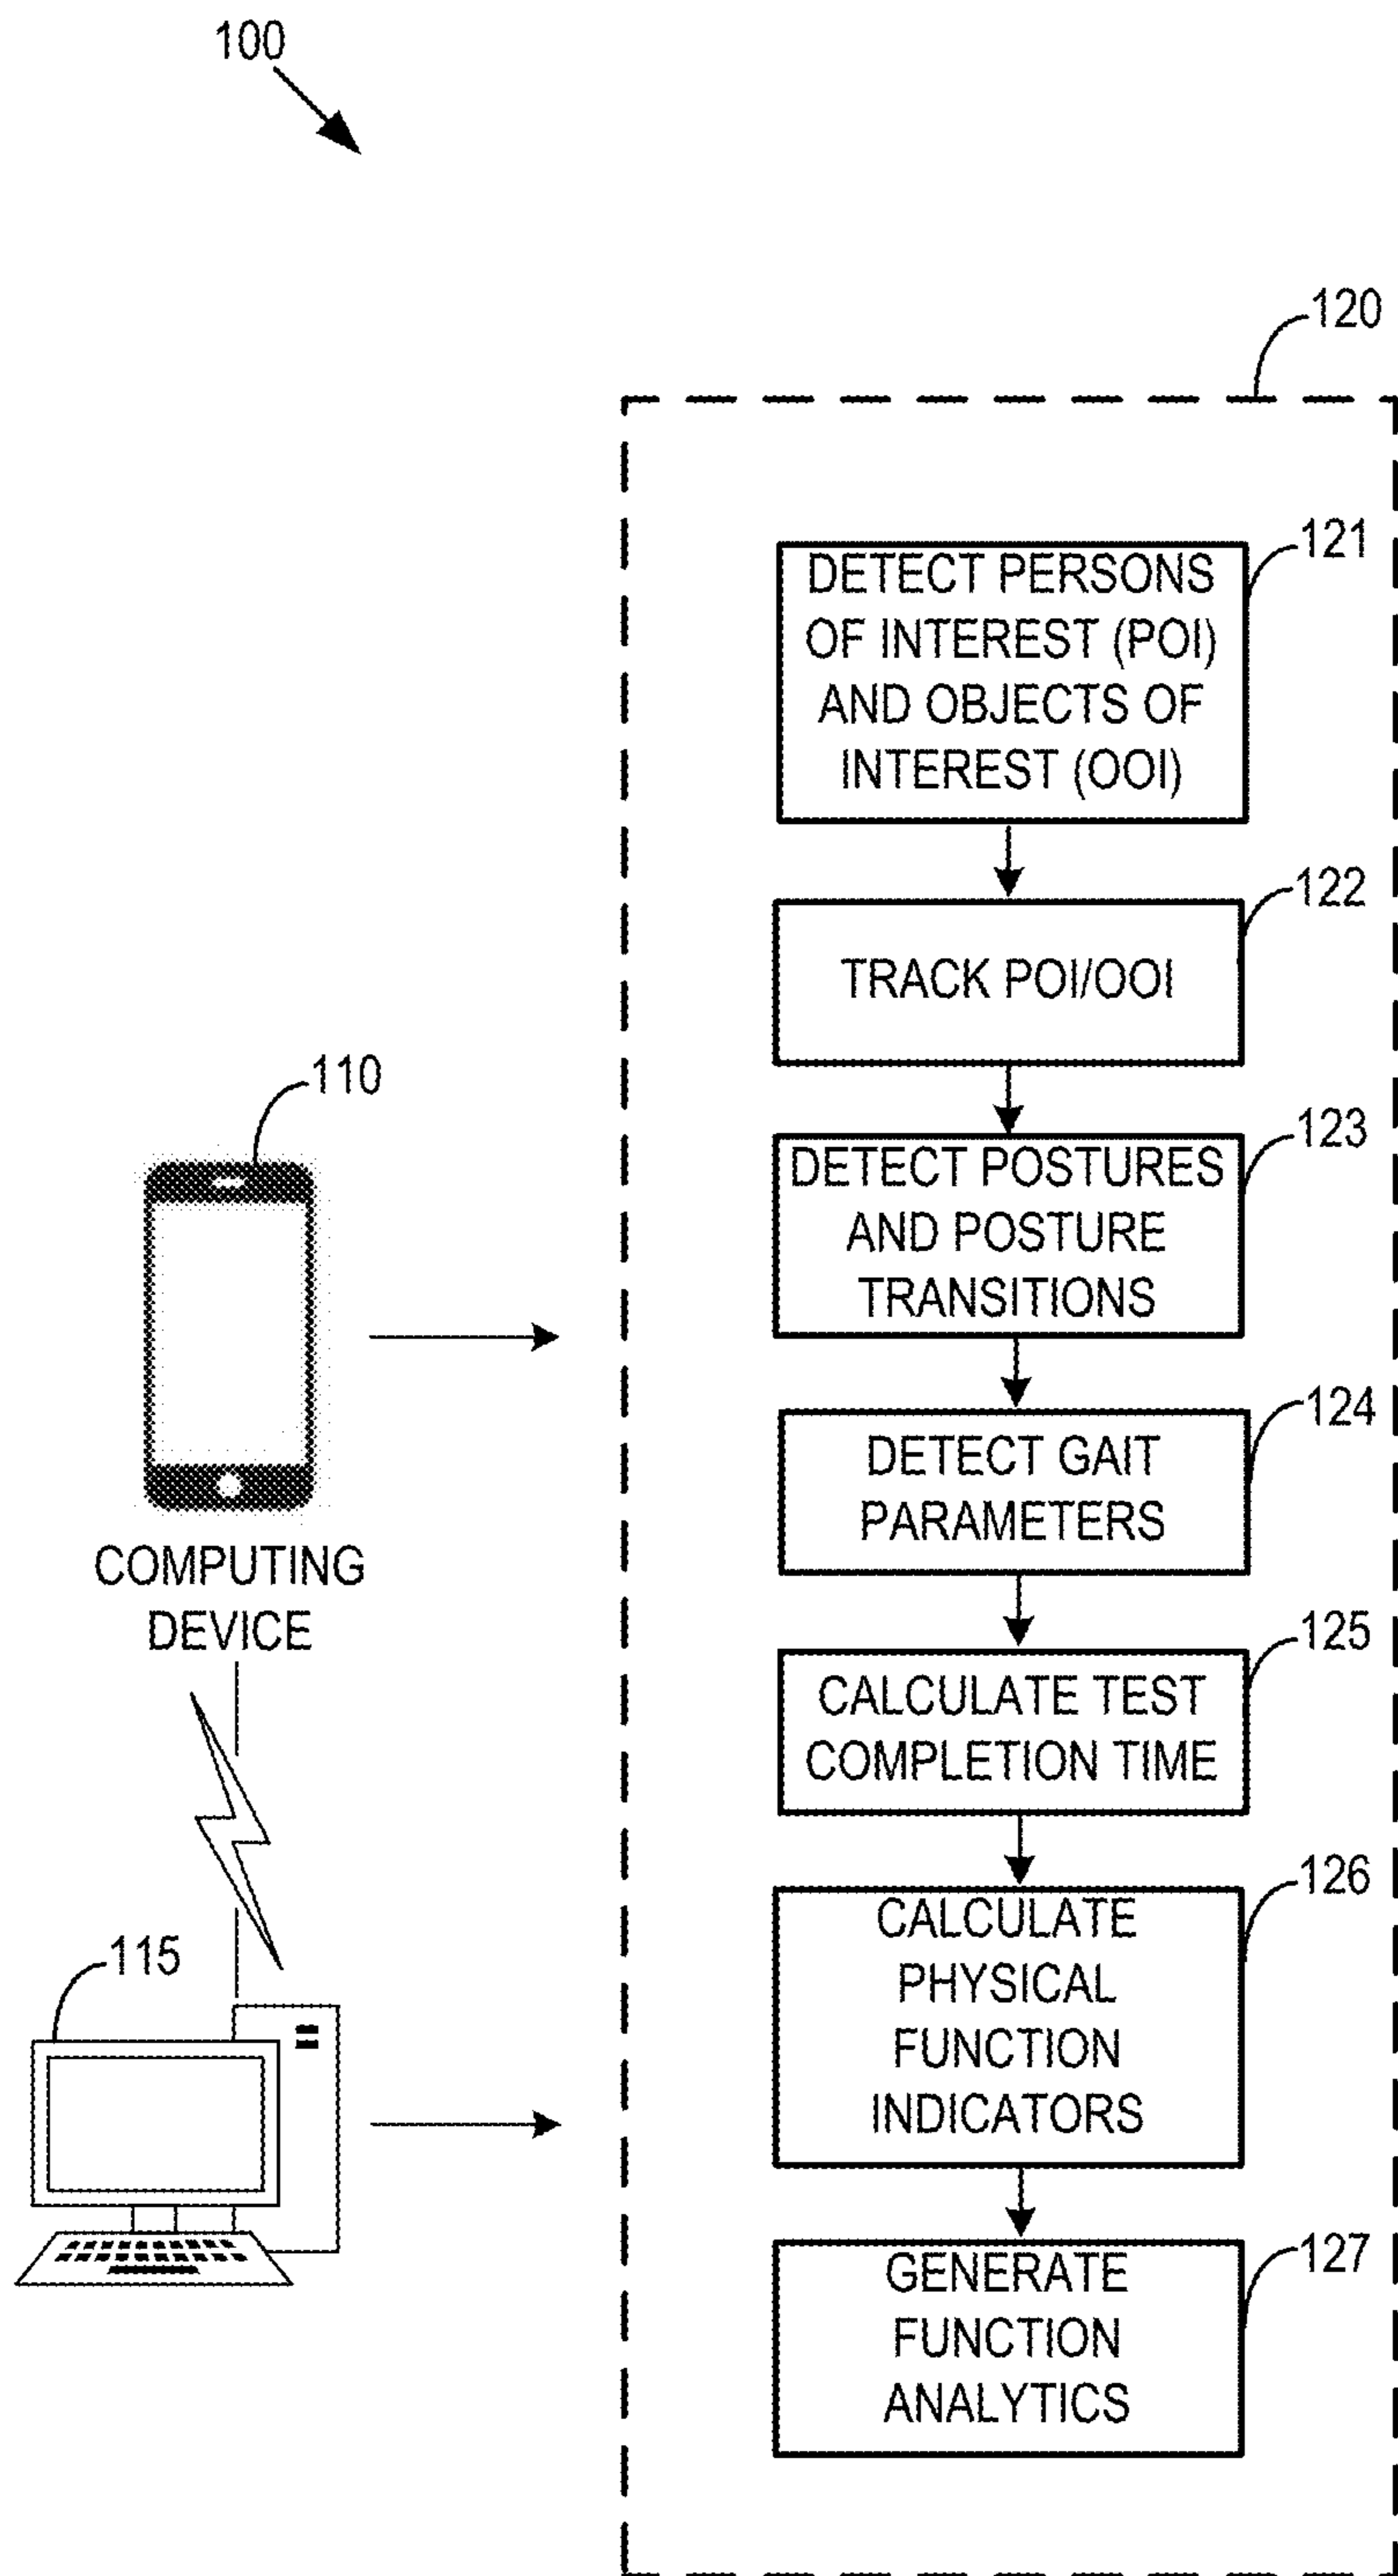 100
120
121
DETECT PERSONS
OF INTEREST (POI)
AND OBJECTS OF
INTEREST (OOI)
122
TRACK POI/OOI
110
123
DETECT POSTURES
AND POSTURE
TRANSITIONS
124
DETECT GAIT
PARAMETERS
COMPUTING
DEVICE
125
CALCULATE TEST
COMPLETION TIME
126
CALCULATE
PHYSICAL
FUNCTION
INDICATORS
115
127
GENERATE
FUNCTION
ANALYTICS